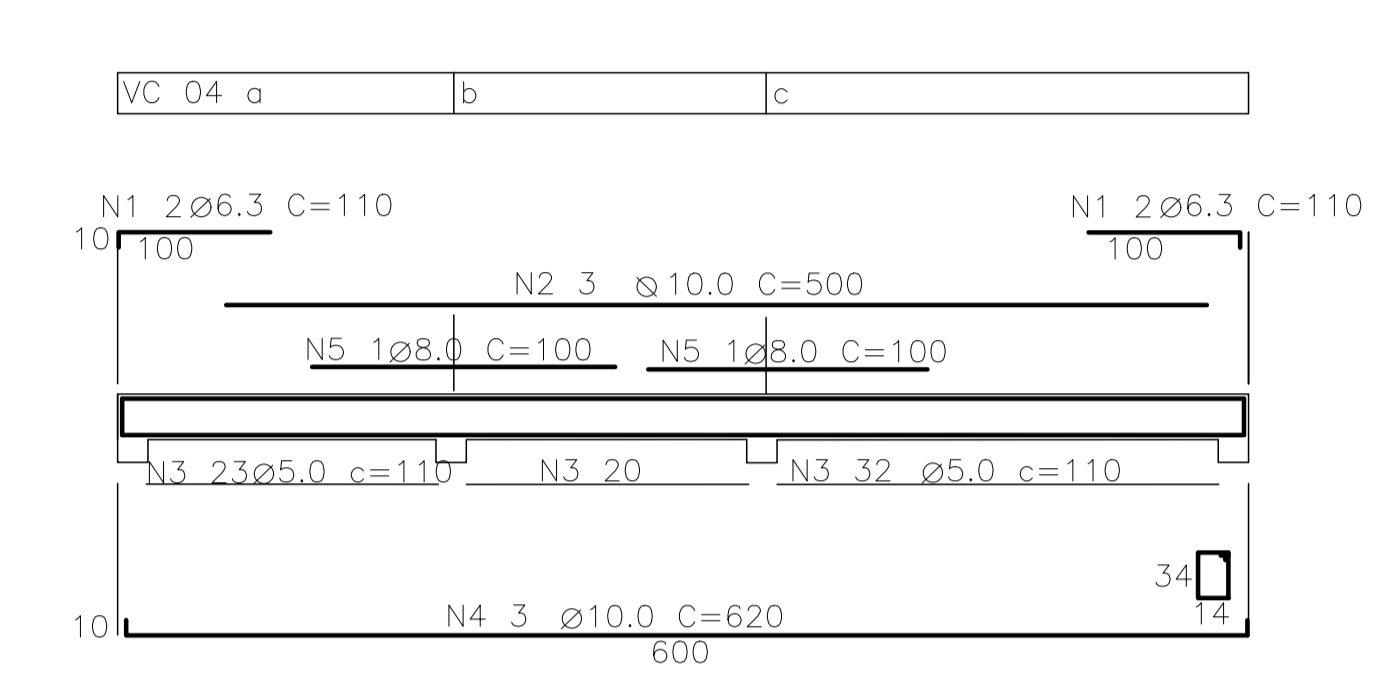 VC 04 a b c
N1 2Ø6.3 C=110 N1 2Ø6.3 C=110
10 100 100
N2 3 Ø10.0 C=500
N5 1Ø8.0 C=100 N5 1Ø8.0 C=100
N3 23Ø5.0 c=110 N3 20 N3 32 Ø5.0 c=110
34
14
N4 3 Ø10.0 C=620
10
600